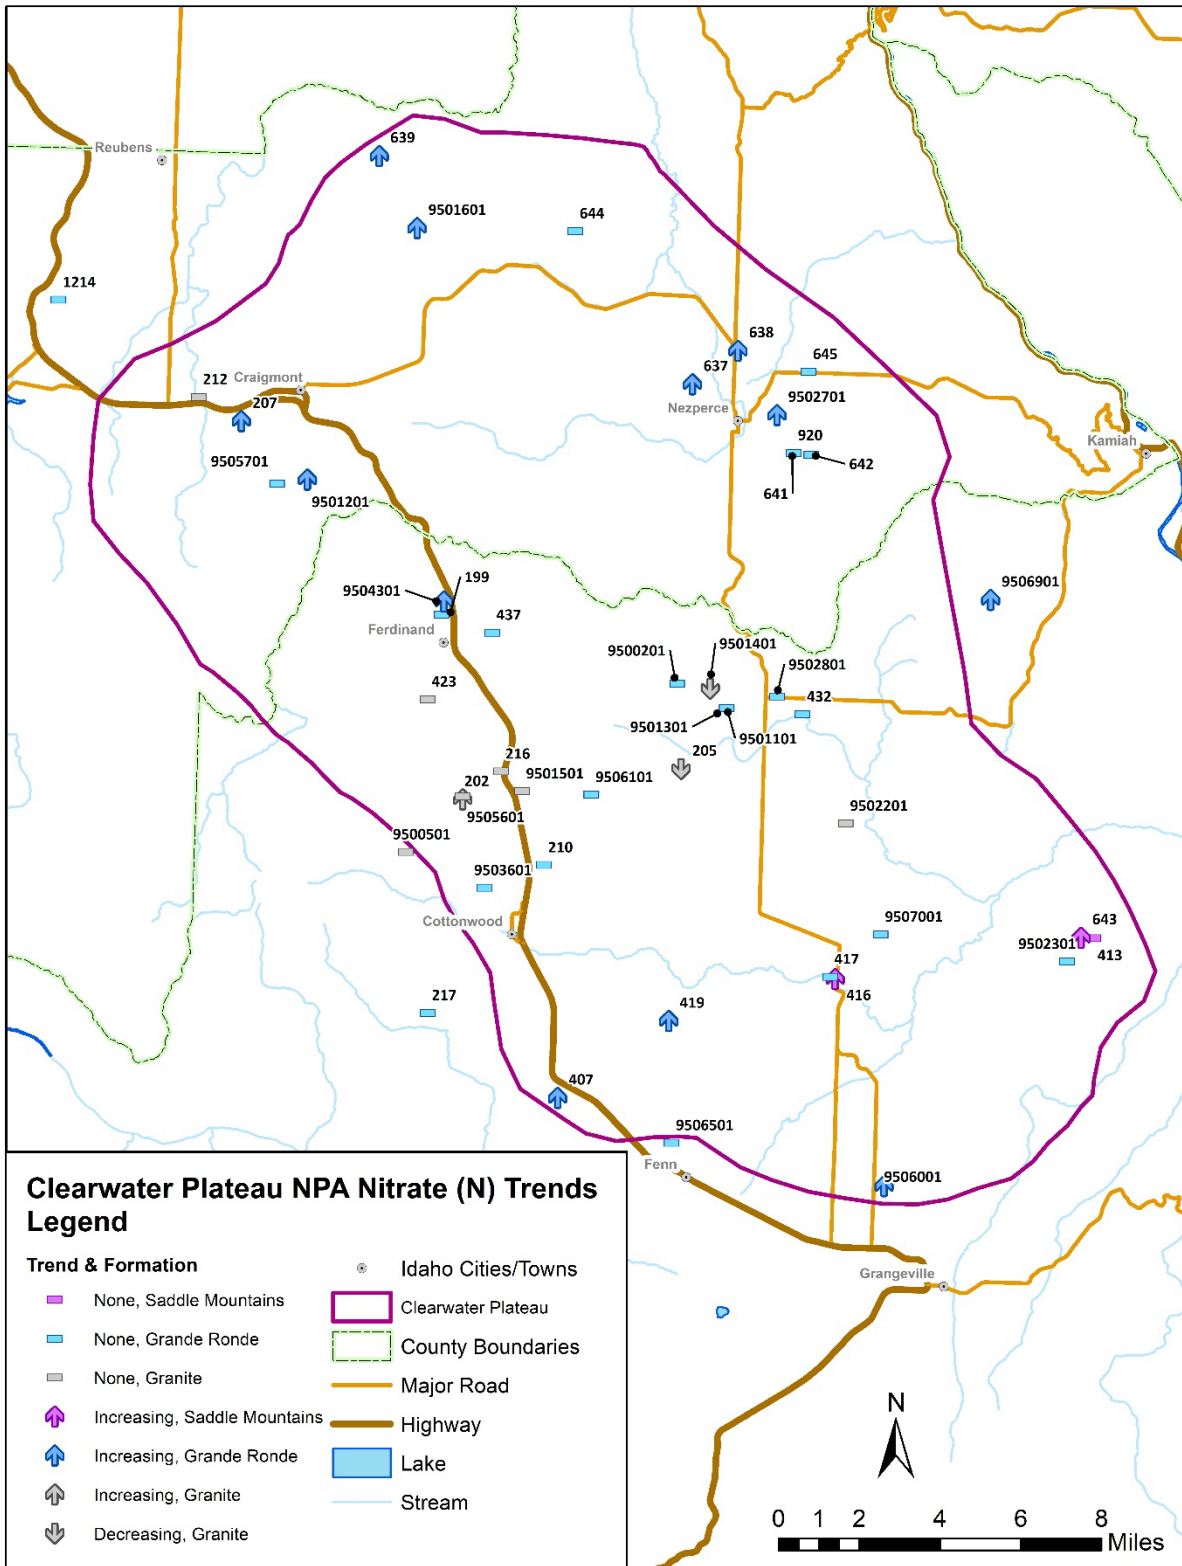 639
Reubens
9501601
644
1214
638
637
645
212
Craigmont
207
9502701
Nezperce
920
Kamiah
642
641
9505701
9501201
199
9504301
437
Ferdinand
9506901
9501401
9500201
9502801
423
432
9501301
9501101
205
216
202
9501501
9506101
9505601
9502201
9500501
210
9503601
Cottonwood
9507001
643
9502301
413
417
416
217
419
407
9506501
Fenn
9506001
Grangeville
Clearwater Plateau NPA Nitrate (N) Trends
Legend
Trend & Formation
None, Saddle Mountains
None, Grande Ronde
None, Granite
Increasing, Saddle Mountains
Increasing, Grande Ronde
Increasing, Granite
Decreasing, Granite
Idaho Cities/Towns
Clearwater Plateau
County Boundaries
Major Road
Highway
Lake
Stream
N
0 1 2 4 6 8
Miles